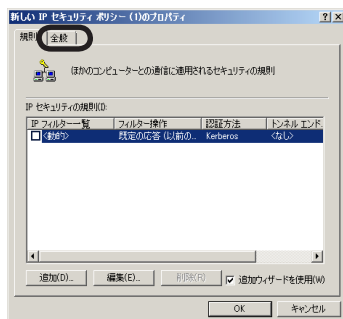 新しい IP セキュリティ ポリシー (1)のプロパティ
規則 全般
ほかのコンピューターとの通信に適用されるセキュリティの規則
IP セキュリティの規則(I):
IP フィルター一覧 フィルター操作 認証方法 トンネル エンド
<動的> 既定の応答 (以前の... Kerberos <なし>
追加(D)... 編集(E)... 削除(R) 追加ウィザードを使用(W)
OK キャンセル